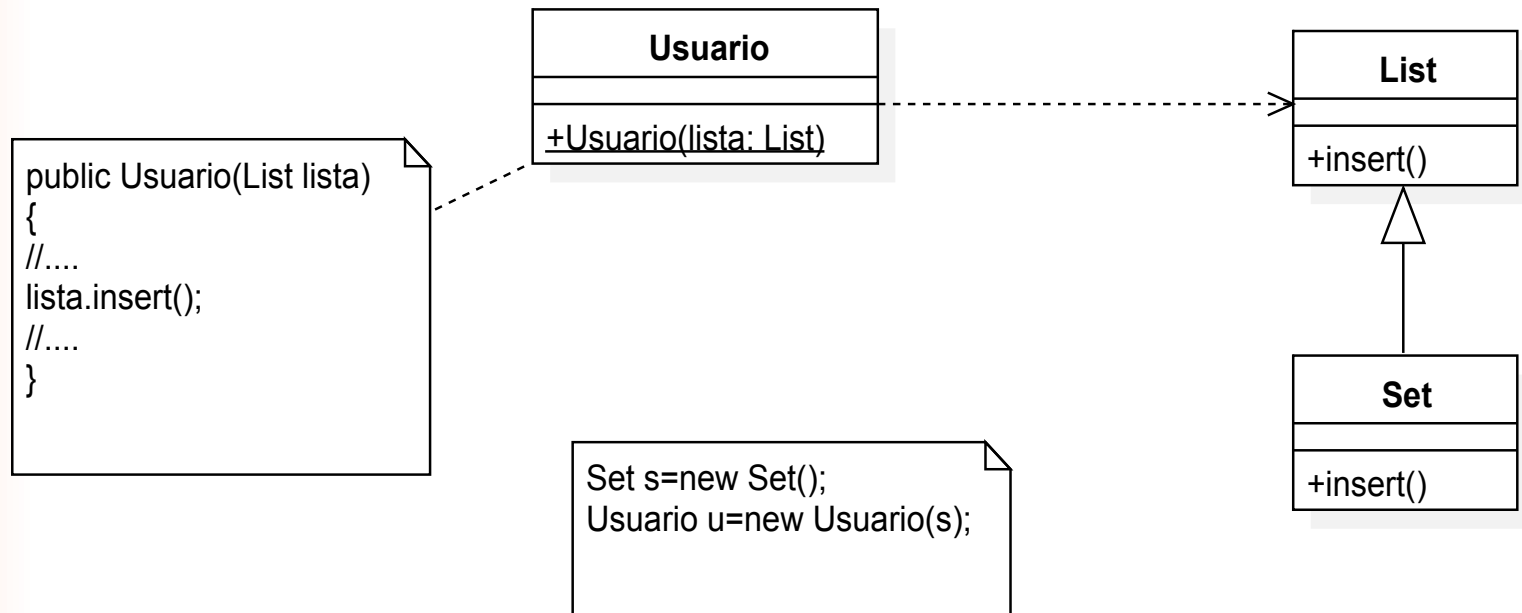 Usuario
+Usuario(lista: List)
List
+insert()
public Usuario(List lista)
{
//....
lista.insert();
//....
}
Set
+insert()
Set s=new Set();
Usuario u=new Usuario(s);